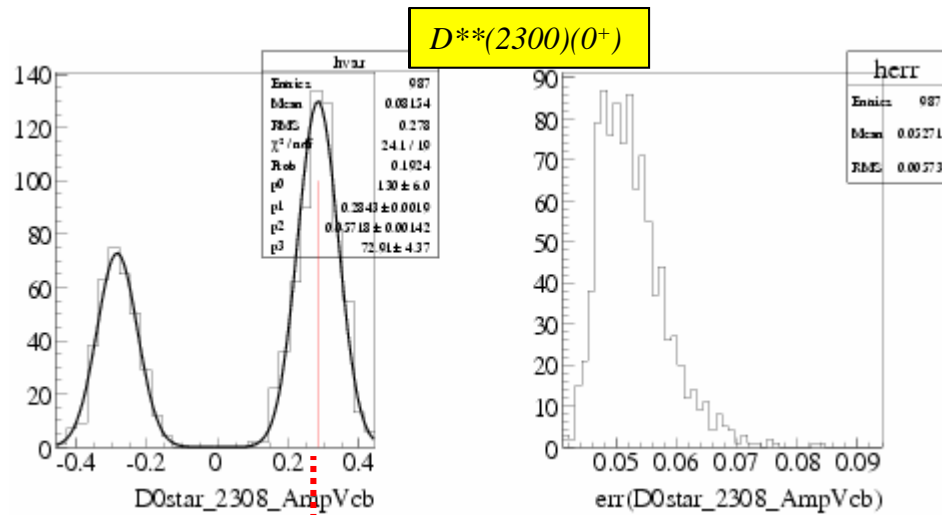 D**(2300)(0⁺)
hvar
Entries 987
Mean 0.08154
RMS 0.278
χ² / ndf 24.1 / 19
Prob 0.1924
p0 130 ± 6.0
p1 0.2843 ± 0.0019
p2 0.05718 ± 0.00142
p3 72.91 ± 4.37
140
120
100
80
60
40
20
0
-0.4 -0.2 0 0.2 0.4
D0star_2308_AmpVcb
herr
Entries 987
Mean 0.05271
RMS 0.00573
90
80
70
60
50
40
30
20
10
0
0.05 0.06 0.07 0.08 0.09
err(D0star_2308_AmpVcb)